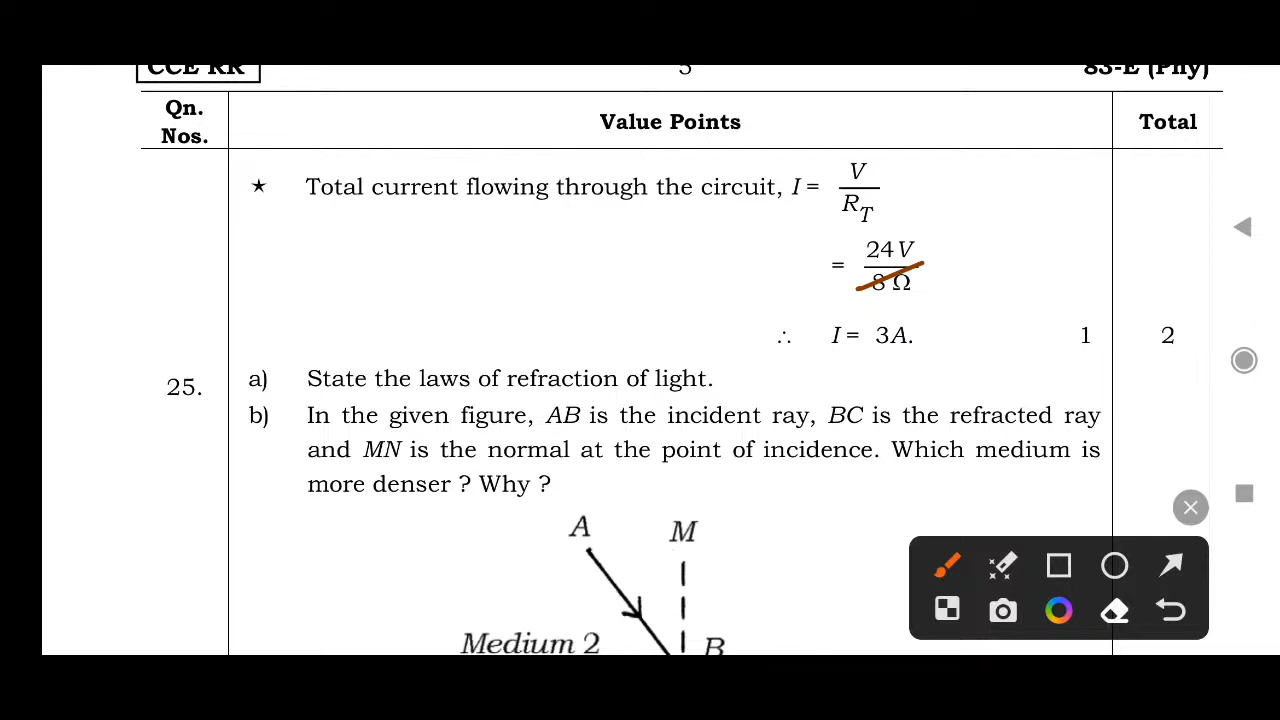 CCE RR 5 83-E (Phy)
Qn. Nos. Value Points Total
★ Total current flowing through the circuit, I = V / R_T
= 24 V / 8 Ω
∴ I = 3A. 1 2
25. a) State the laws of refraction of light.
b) In the given figure, AB is the incident ray, BC is the refracted ray
and MN is the normal at the point of incidence. Which medium is
more denser ? Why ?
A M
Medium 2 B